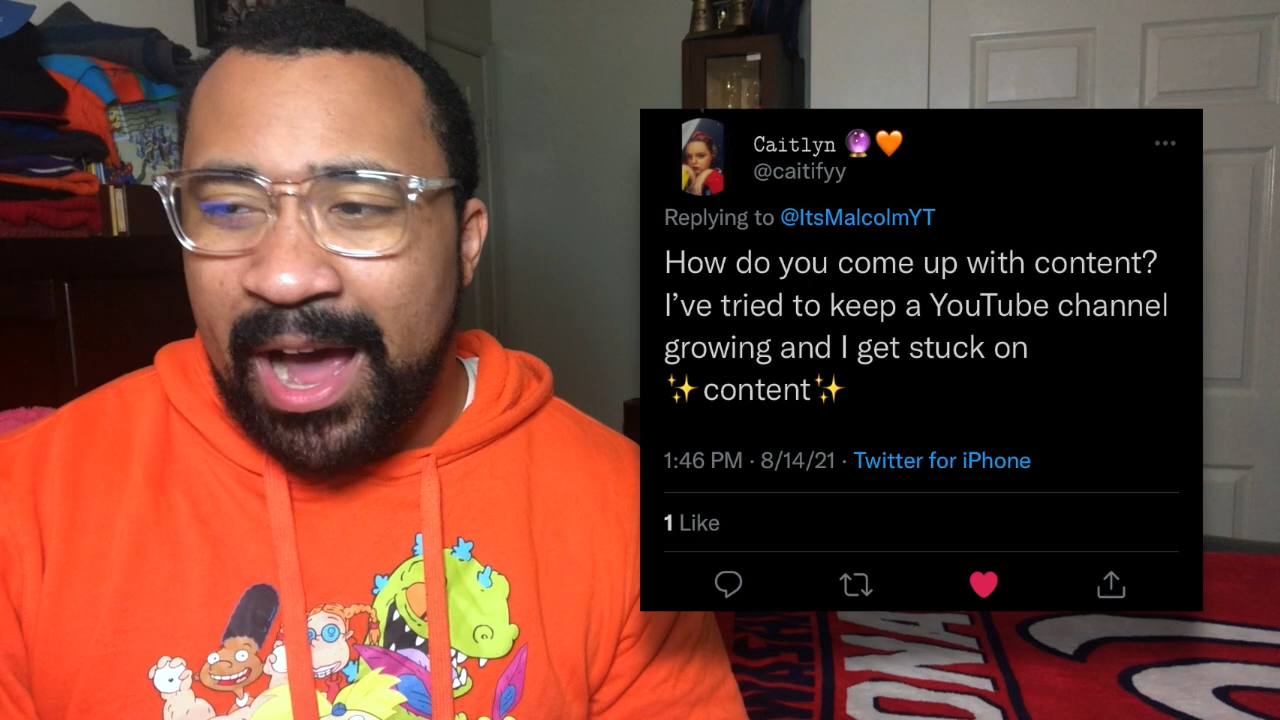 Caitlyn 🔮🧡
@caitifyy
Replying to @ItsMalcolmYT
How do you come up with content?
I’ve tried to keep a YouTube channel
growing and I get stuck on
✨content✨
1:46 PM · 8/14/21 · Twitter for iPhone
1 Like